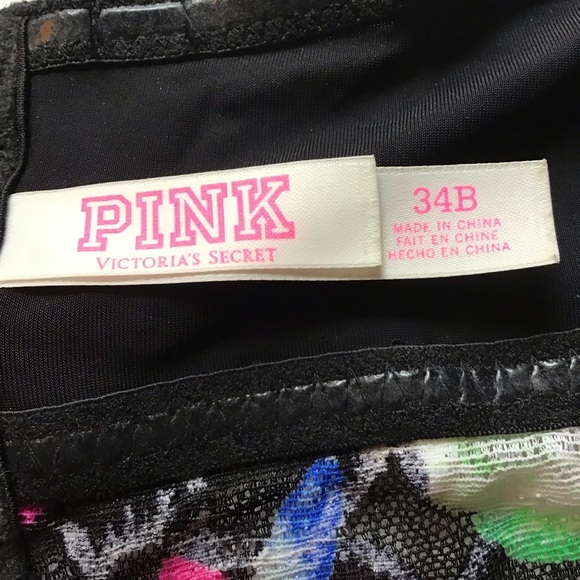 PINK
VICTORIA'S SECRET
34B
MADE IN CHINA
FAIT EN CHINE
HECHO EN CHINA